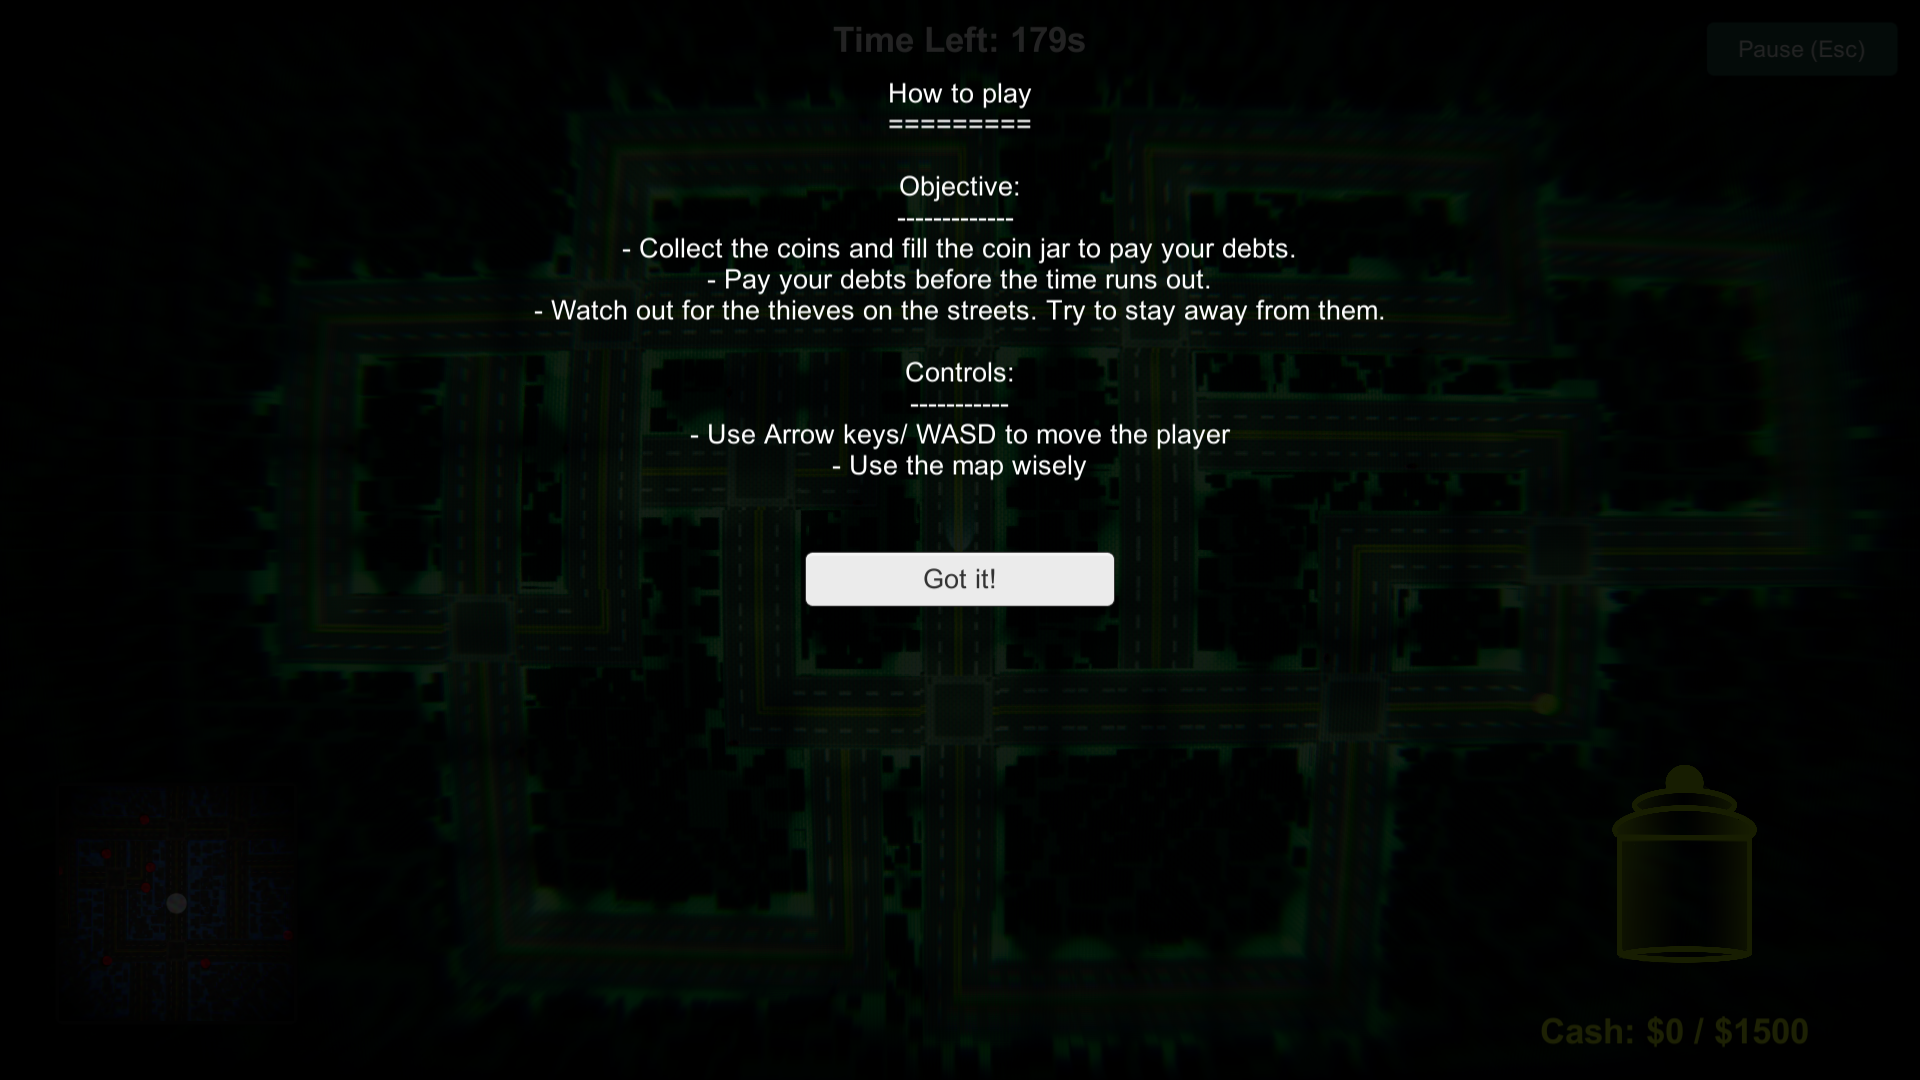 Time Left: 179s
Pause (Esc)
How to play
=========
Objective:
-------------
- Collect the coins and fill the coin jar to pay your debts.
- Pay your debts before the time runs out.
- Watch out for the thieves on the streets. Try to stay away from them.
Controls:
-----------
- Use Arrow keys/ WASD to move the player
- Use the map wisely
Got it!
Cash: $0 / $1500